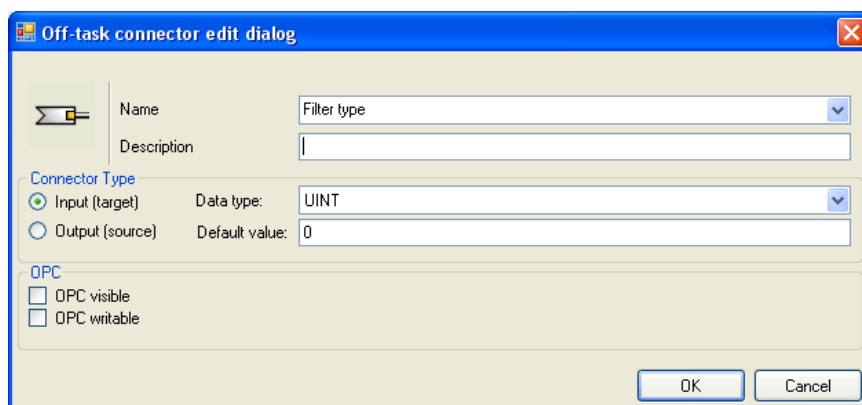 Off-task connector edit dialog
Name Filter type
Description
Connector Type
Input (target) Data type: UINT
Output (source) Default value: 0
OPC
OPC visible
OPC writable
OK Cancel